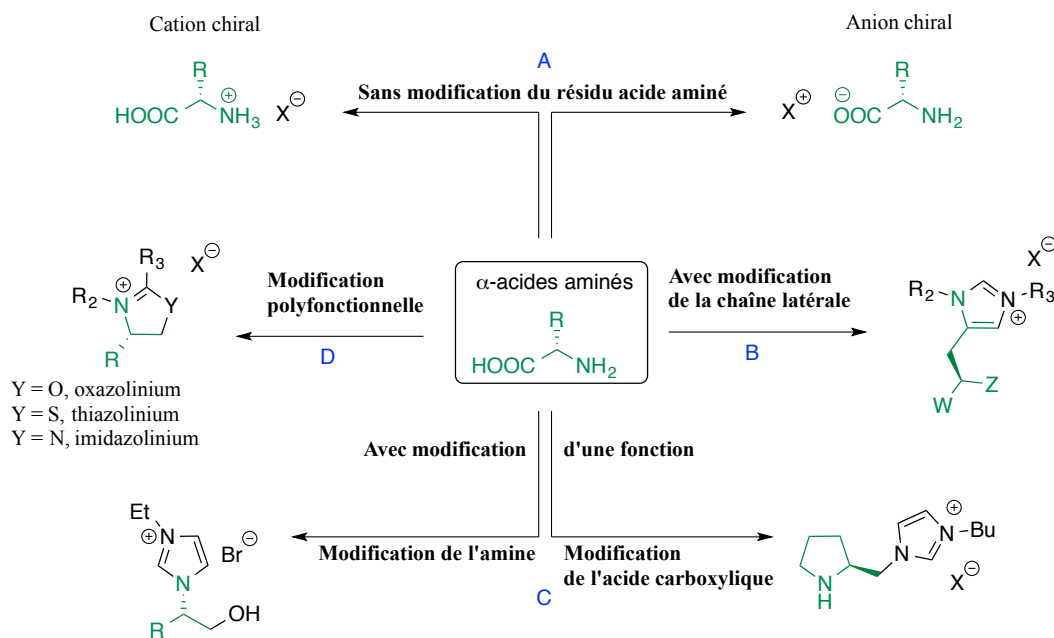 Cation chiral
Anion chiral
A
Sans modification du résidu acide aminé
R
HOOC
⊕
NH3
X⊖
X⊕
⊖
OOC
R
NH2
R3
X⊖
R2
⊕
N
Y
R
Modification
polyfonctionnelle
D
α-acides aminés
R
HOOC
NH2
Avec modification
de la chaîne latérale
B
X⊖
R2
N
N
R3
⊕
Z
W
Y = O, oxazolinium
Y = S, thiazolinium
Y = N, imidazolinium
Avec modification
d'une fonction
Et
⊕
N
N
Br⊖
OH
R
Modification de l'amine
Modification
de l'acide carboxylique
C
N
H
N
⊕
N
Bu
X⊖